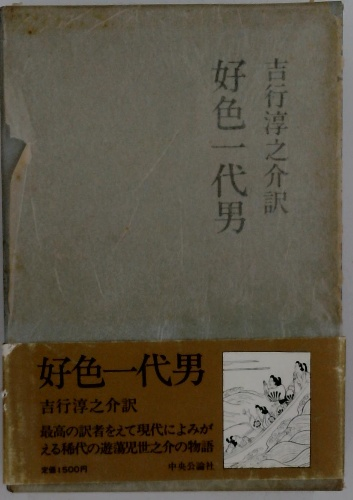 吉行淳之介訳
好色一代男
好色一代男
吉行淳之介訳
最高の訳者をえて現代によみが
える稀代の遊蕩児世之介の物語
定価1500円
中央公論社